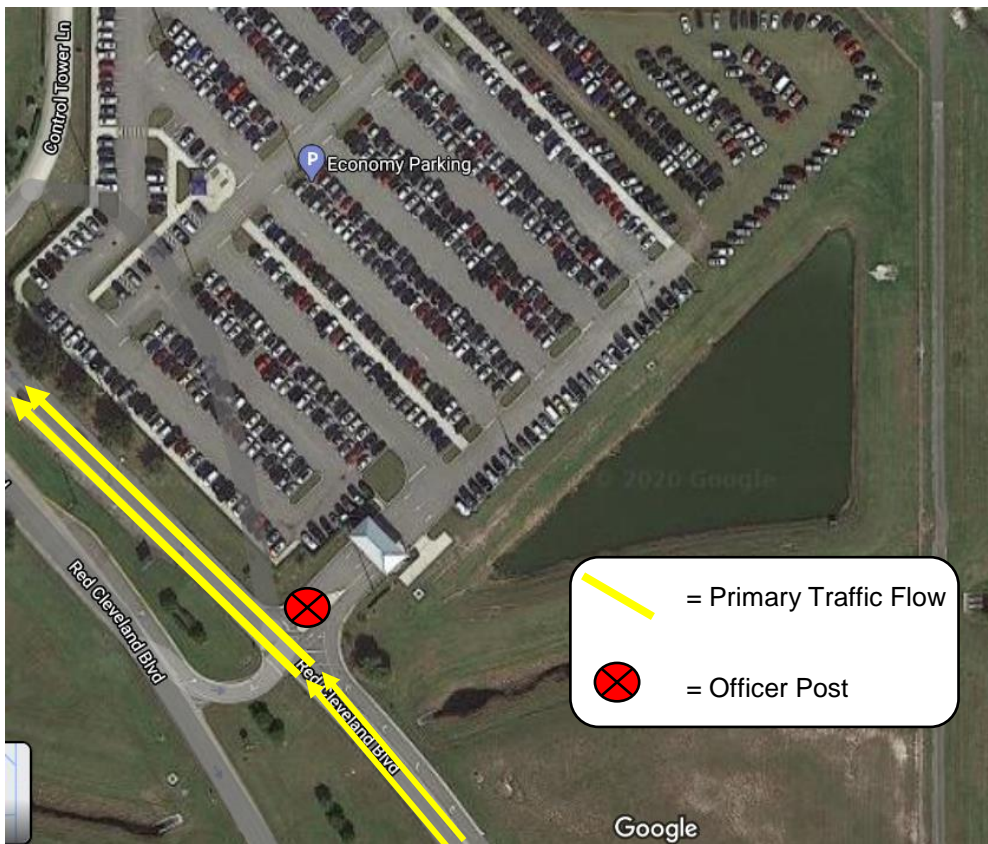 Control Tower Ln
P
Economy Parking
© 2020 Google
Red Cleveland Blvd
Red Cleveland Blvd
= Primary Traffic Flow
= Officer Post
Google